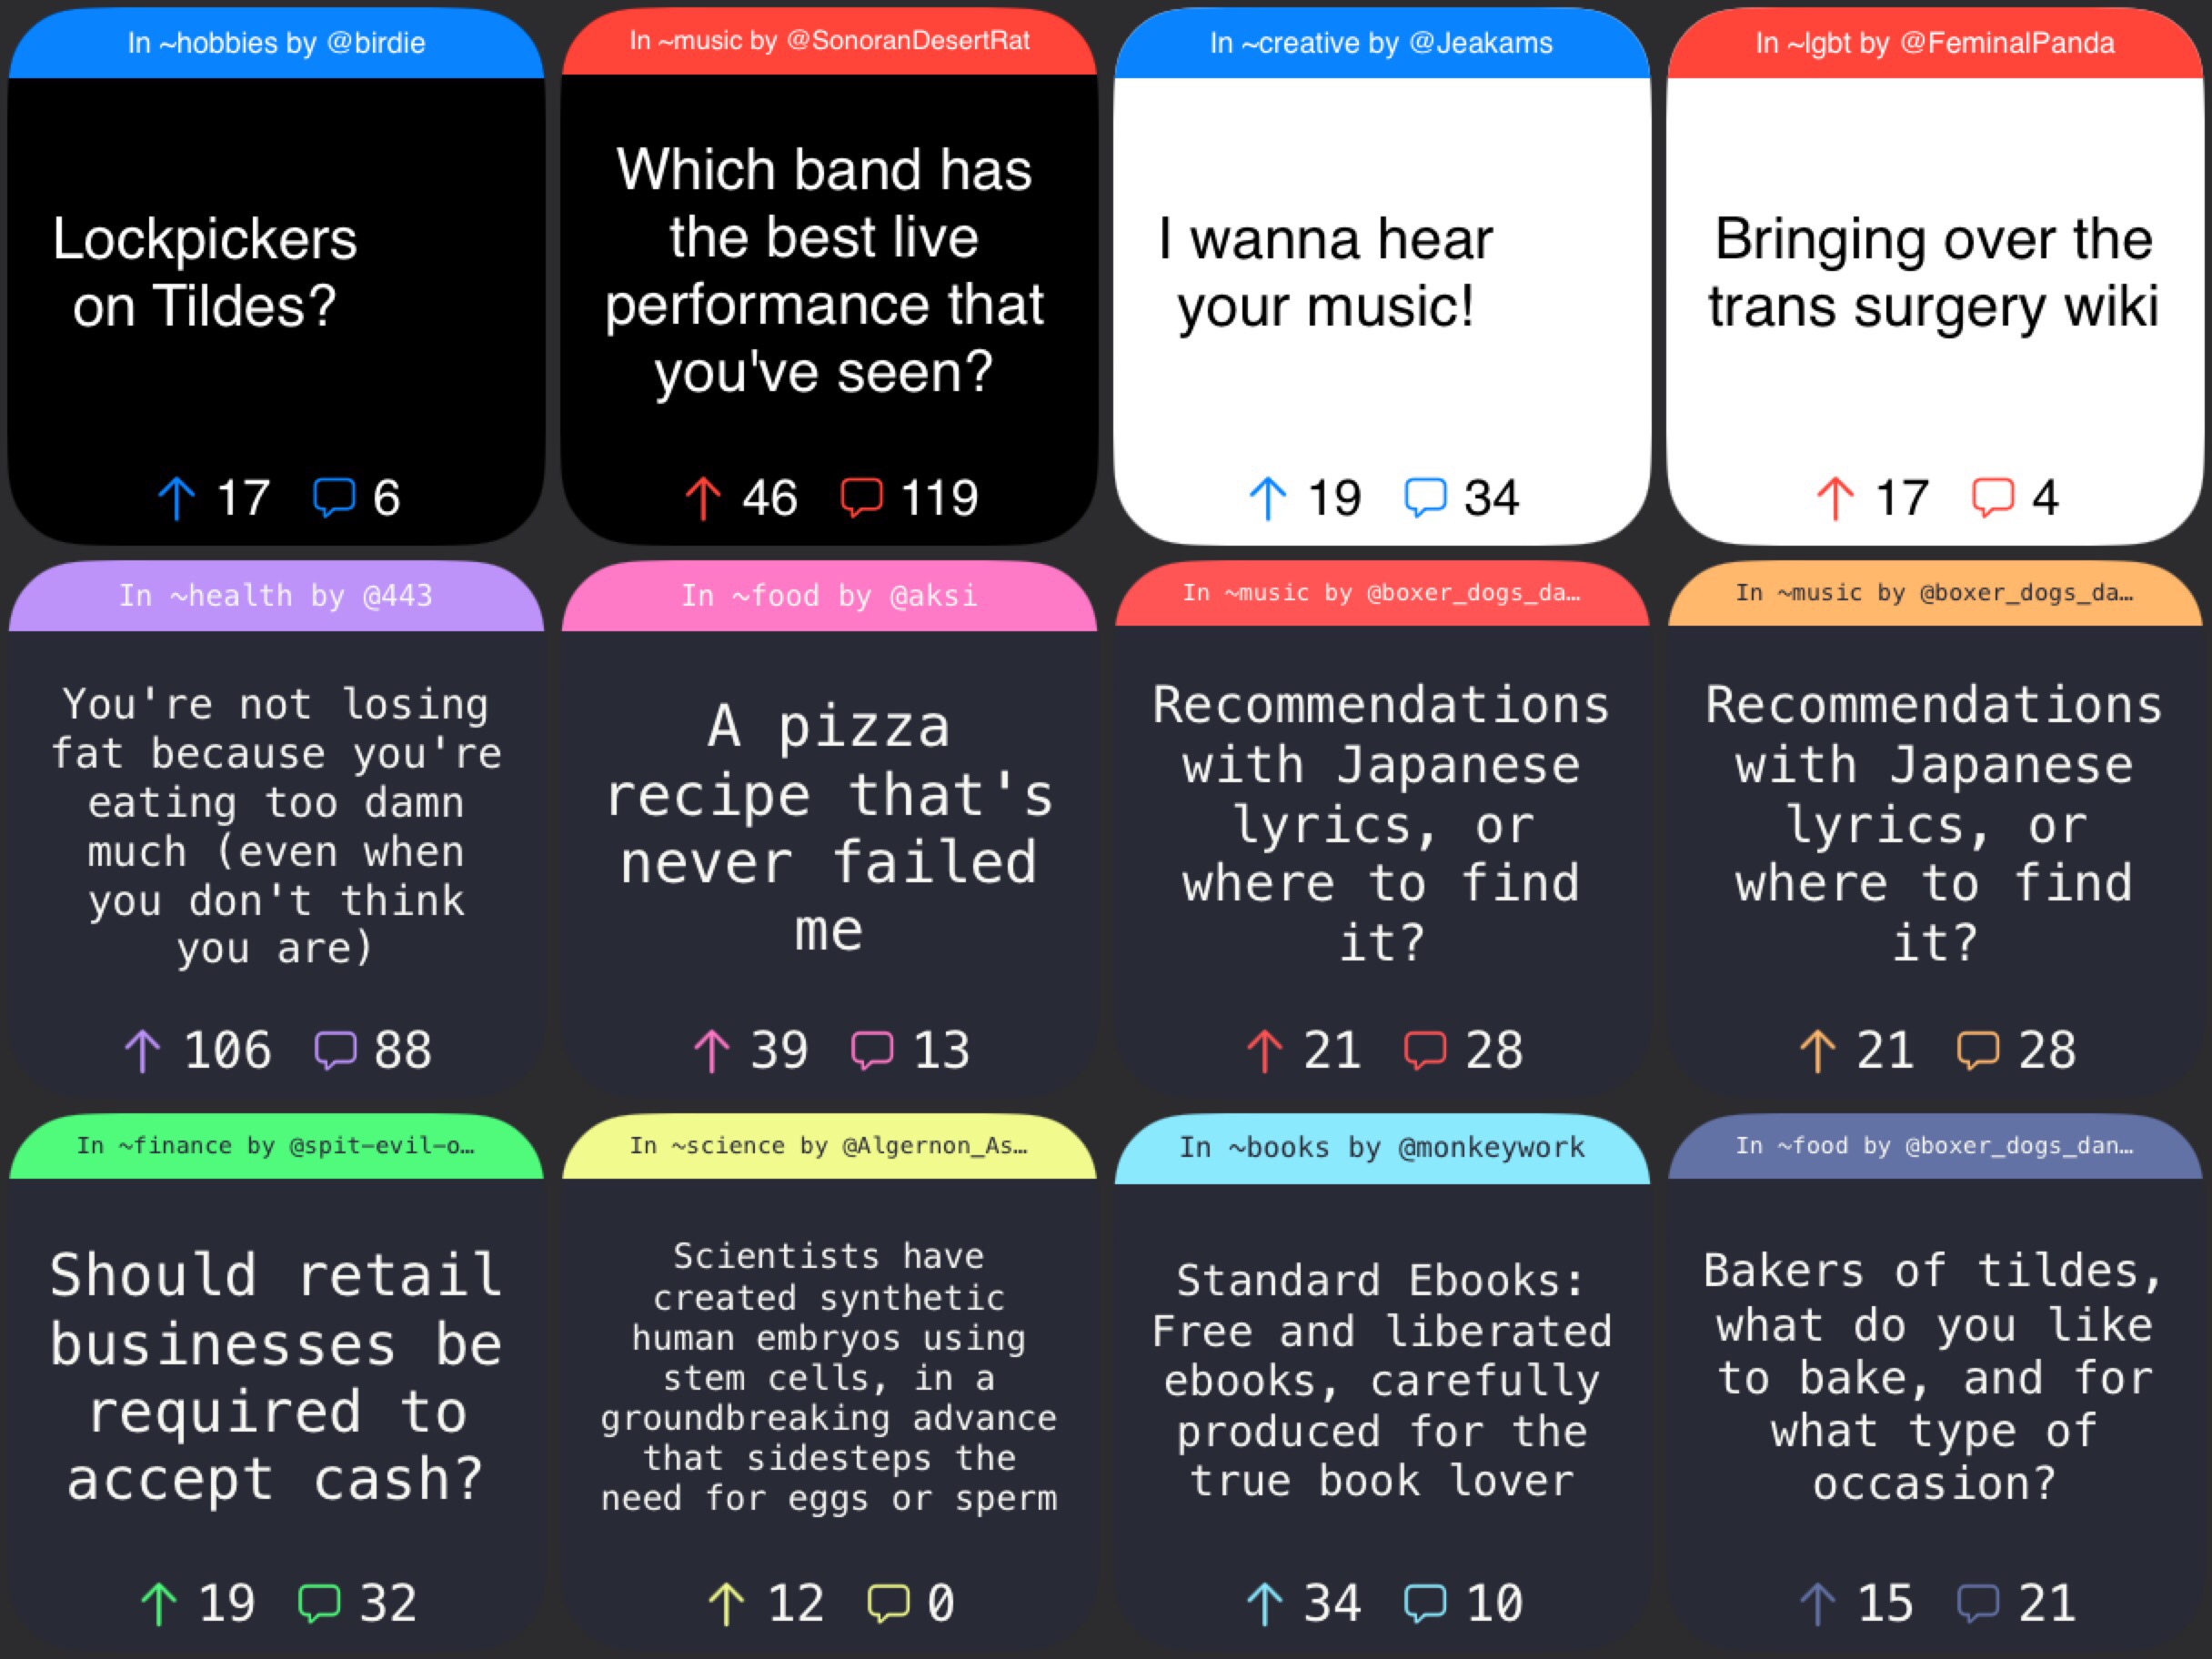 In ~hobbies by @birdie
Lockpickers
on Tildes?
17 6
In ~music by @SonoranDesertRat
Which band has
the best live
performance that
you've seen?
46 119
In ~creative by @Jeakams
I wanna hear
your music!
19 34
In ~lgbt by @FeminalPanda
Bringing over the
trans surgery wiki
17 4
In ~health by @443
You're not losing
fat because you're
eating too damn
much (even when
you don't think
you are)
106 88
In ~food by @aksi
A pizza
recipe that's
never failed
me
39 13
In ~music by @boxer_dogs_da…
Recommendations
with Japanese
lyrics, or
where to find
it?
21 28
In ~music by @boxer_dogs_da…
Recommendations
with Japanese
lyrics, or
where to find
it?
21 28
In ~finance by @spit-evil-o…
Should retail
businesses be
required to
accept cash?
19 32
In ~science by @Algernon_As…
Scientists have
created synthetic
human embryos using
stem cells, in a
groundbreaking advance
that sidesteps the
need for eggs or sperm
12 0
In ~books by @monkeywork
Standard Ebooks:
Free and liberated
ebooks, carefully
produced for the
true book lover
34 10
In ~food by @boxer_dogs_dan…
Bakers of tildes,
what do you like
to bake, and for
what type of
occasion?
15 21